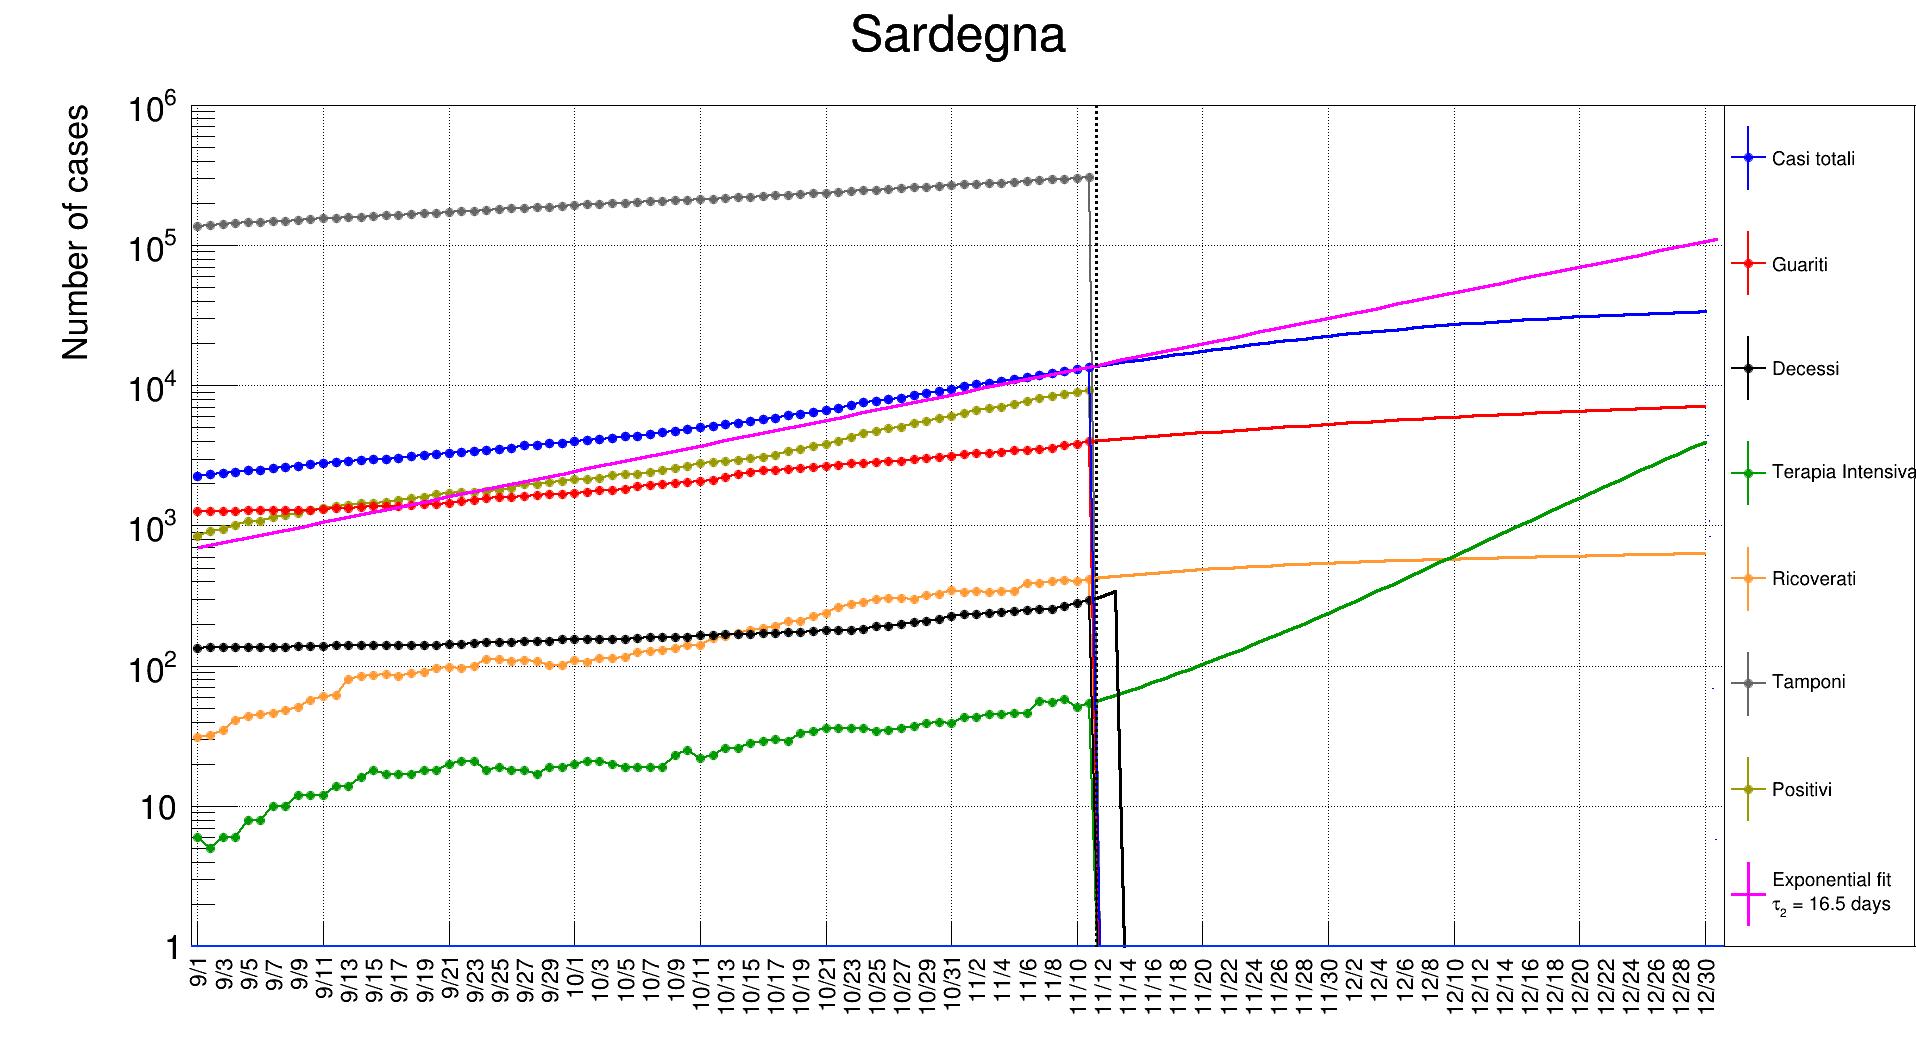 Sardegna
Number of cases
10^6
10^5
10^4
10^3
10^2
10
1
9/1 9/3 9/5 9/7 9/9 9/11 9/13 9/15 9/17 9/19 9/21 9/23 9/25 9/27 9/29 10/1 10/3 10/5 10/7 10/9 10/11 10/13 10/15 10/17 10/19 10/21 10/23 10/25 10/27 10/29 10/31 11/2 11/4 11/6 11/8 11/10 11/12 11/14 11/16 11/18 11/20 11/22 11/24 11/26 11/28 11/30 12/2 12/4 12/6 12/8 12/10 12/12 12/14 12/16 12/18 12/20 12/22 12/24 12/26 12/28 12/30
Casi totali
Guariti
Decessi
Terapia Intensiva
Ricoverati
Tamponi
Positivi
Exponential fit
τ₂ = 16.5 days